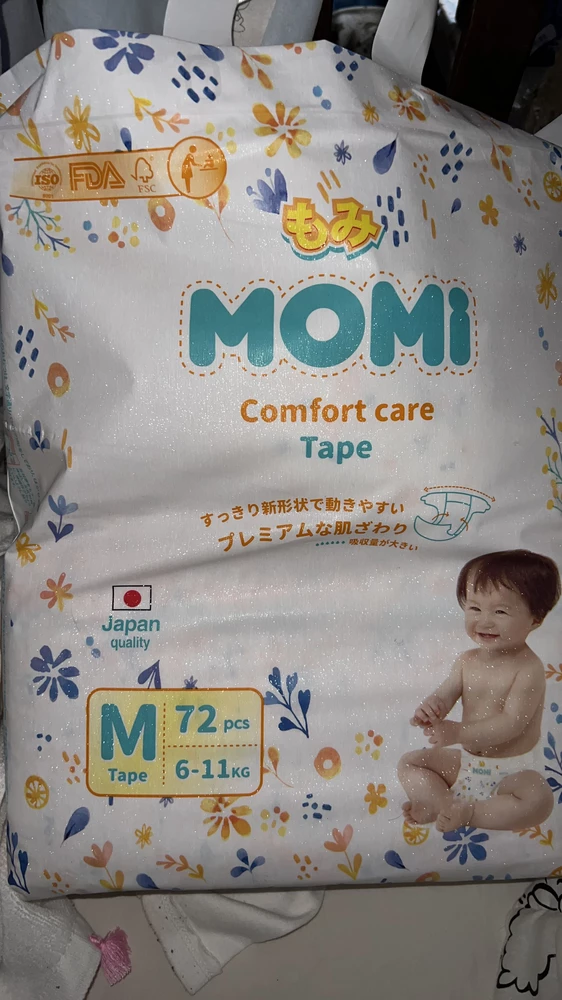 ISO
FDA
FSC
もみ
MOMi
Comfort care
Tape
すっきり新形状で動きやすい
プレミアムな肌ざわり
吸収量が大きい
Japan
quality
M
Tape
72 pcs
6-11KG
MOMI